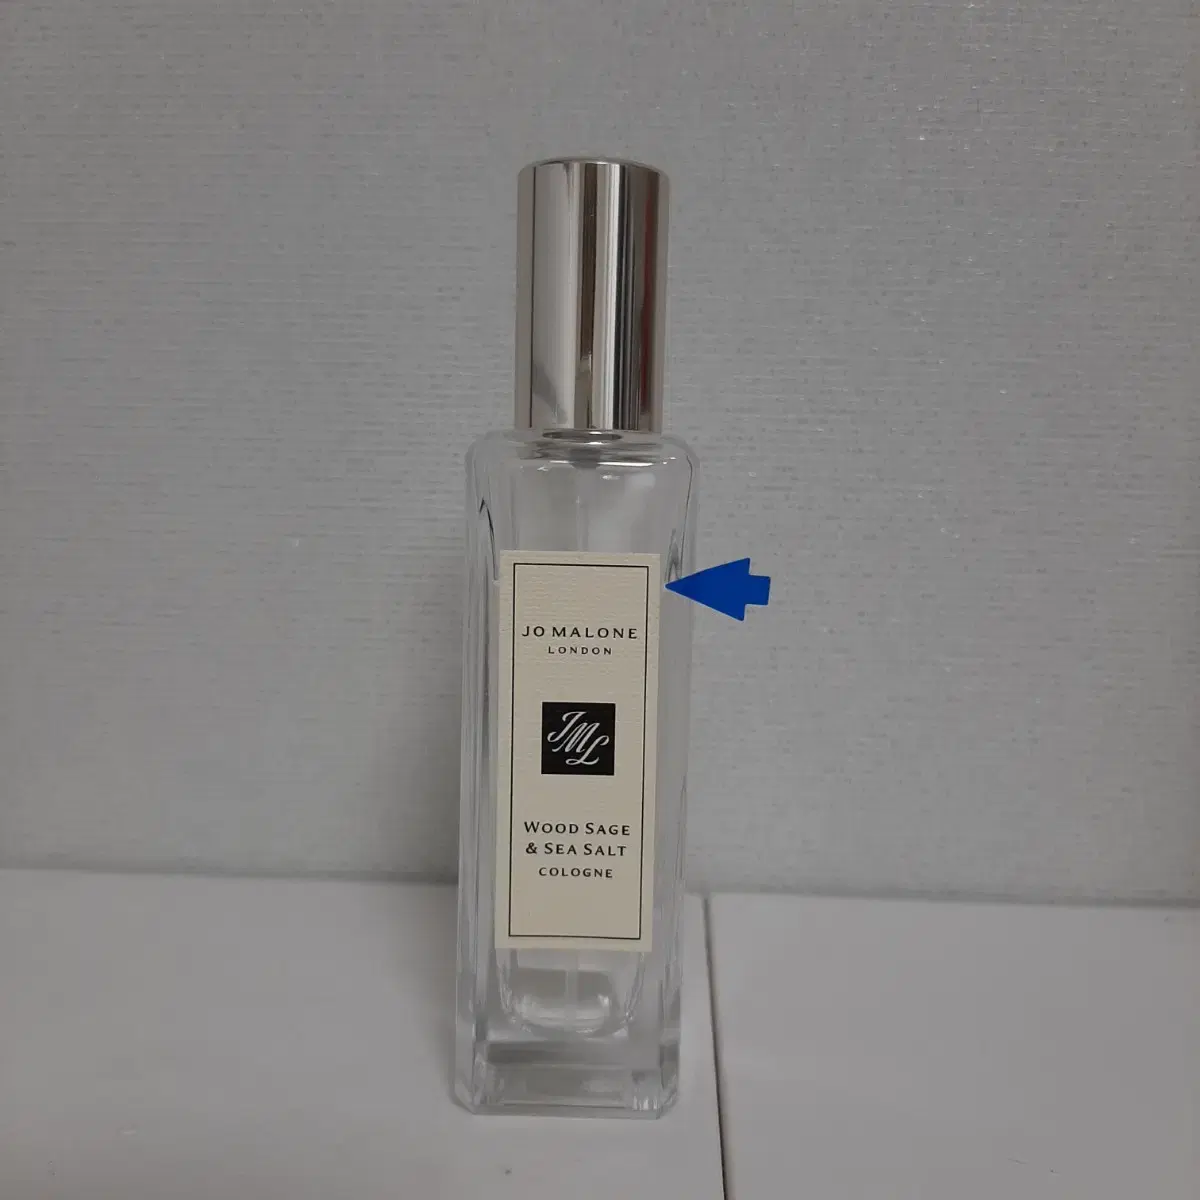 JO MALONE
LONDON
JML
WOOD SAGE
& SEA SALT
COLOGNE